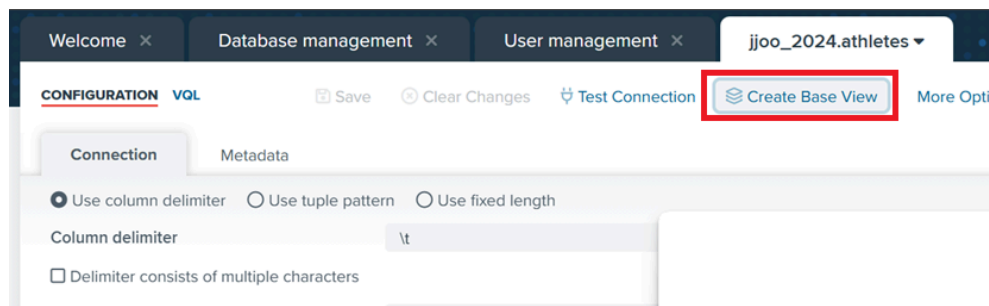 Welcome × Database management × User management × jjoo_2024.athletes
CONFIGURATION VQL Save Clear Changes Test Connection Create Base View More Opti
Connection Metadata
Use column delimiter Use tuple pattern Use fixed length
Column delimiter \t
Delimiter consists of multiple characters